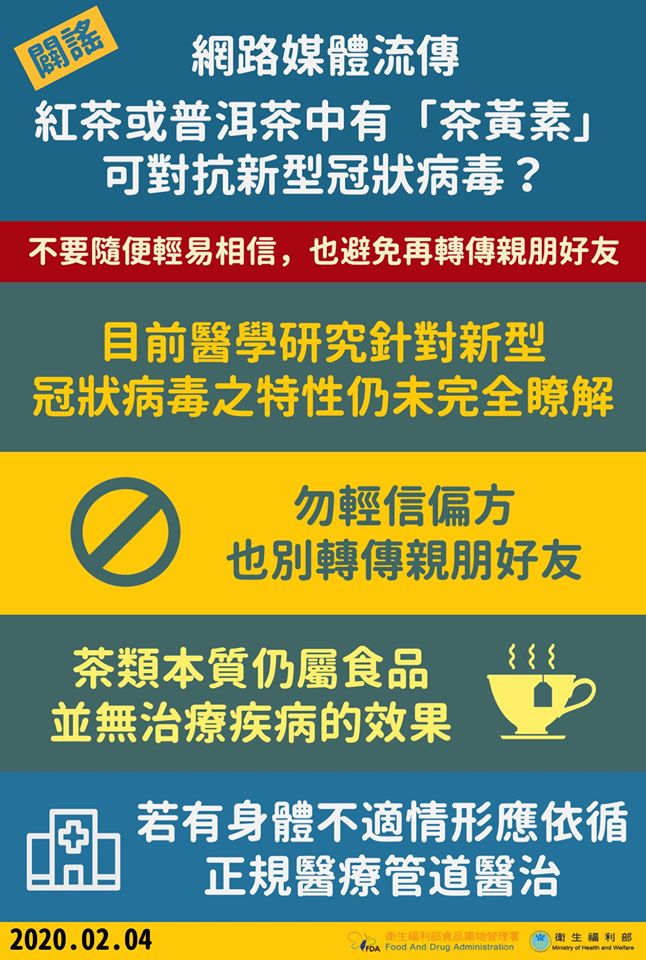 闢謠
網路媒體流傳
紅茶或普洱茶中有「茶黃素」
可對抗新型冠狀病毒？
不要隨便輕易相信，也避免再轉傳親朋好友
目前醫學研究針對新型
冠狀病毒之特性仍未完全瞭解
勿輕信偏方
也別轉傳親朋好友
茶類本質仍屬食品
並無治療疾病的效果
若有身體不適情形應依循
正規醫療管道醫治
2020.02.04
TFDA
衛生福利部食品藥物管理署
Food And Drug Administration
衛生福利部
Ministry of Health and Welfare